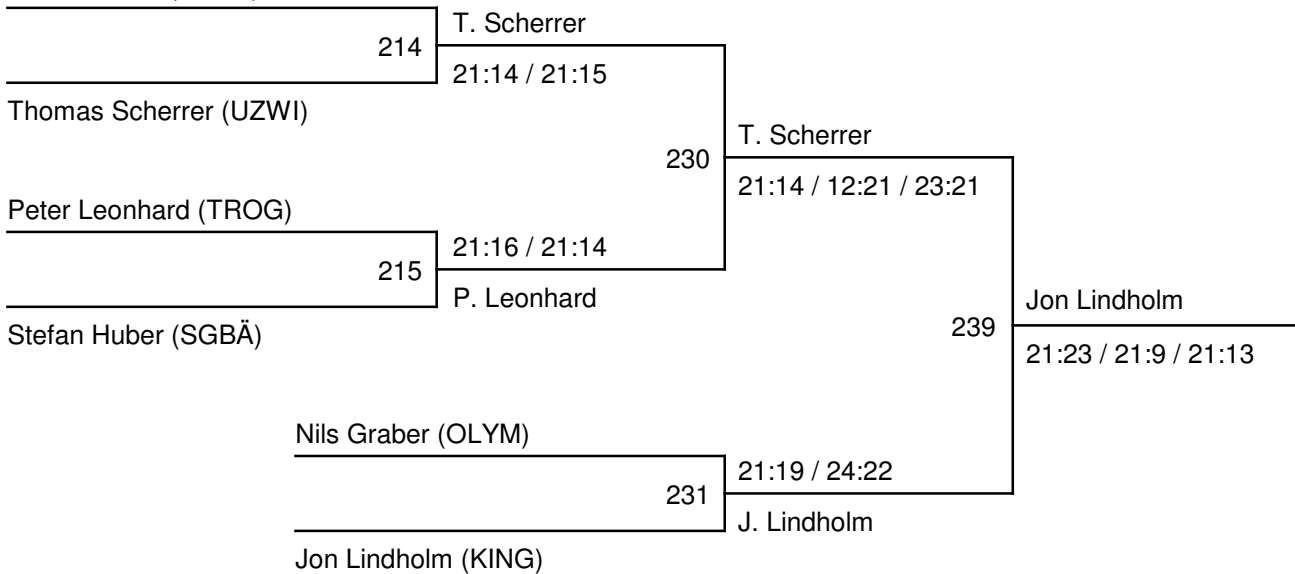 T. Scherrer
214
21:14 / 21:15
Thomas Scherrer (UZWI)
T. Scherrer
230
21:14 / 12:21 / 23:21
Peter Leonhard (TROG)
21:16 / 21:14
215
P. Leonhard
Jon Lindholm
Stefan Huber (SGBÄ)
239
21:23 / 21:9 / 21:13
Nils Graber (OLYM)
21:19 / 24:22
231
J. Lindholm
Jon Lindholm (KING)